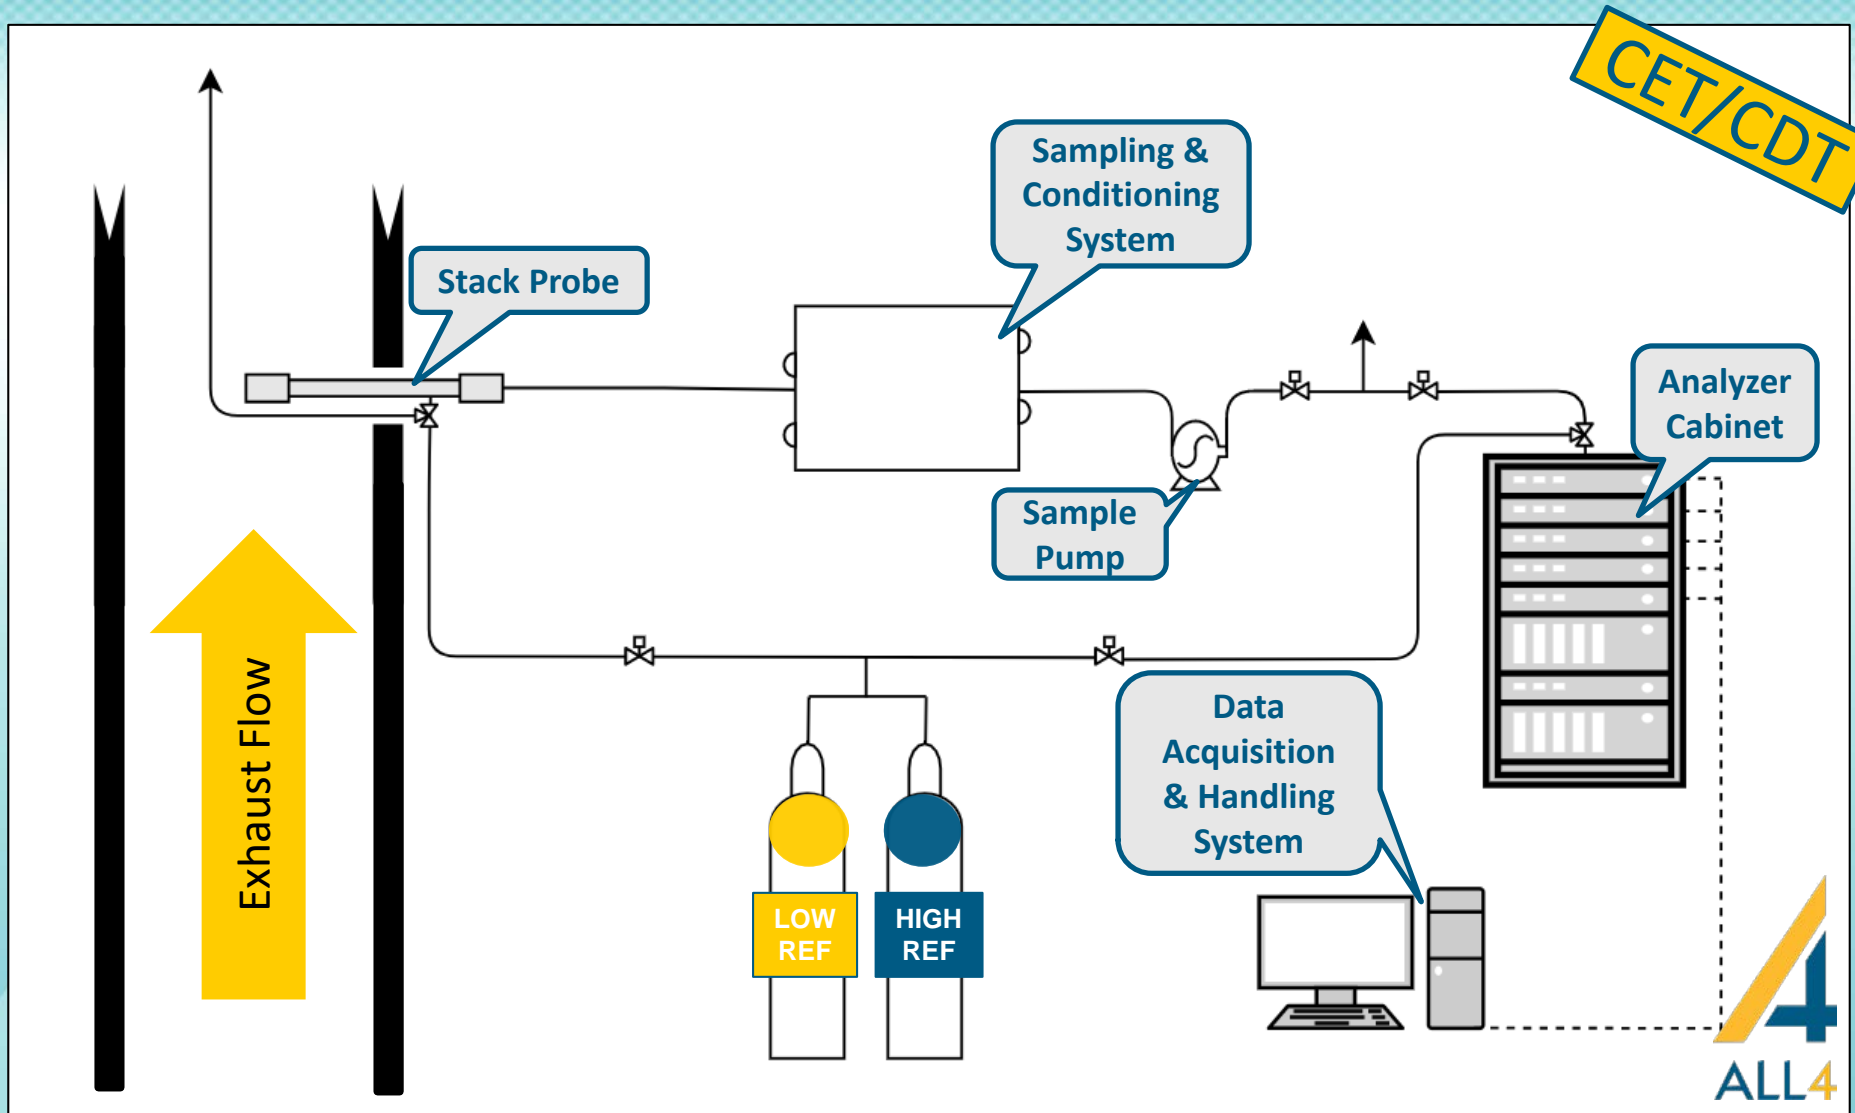 CET/CDT
Sampling &
Conditioning
System
Stack Probe
Analyzer
Cabinet
Sample
Pump
Exhaust Flow
Data
Acquisition
& Handling
System
LOW
REF
HIGH
REF
ALL4